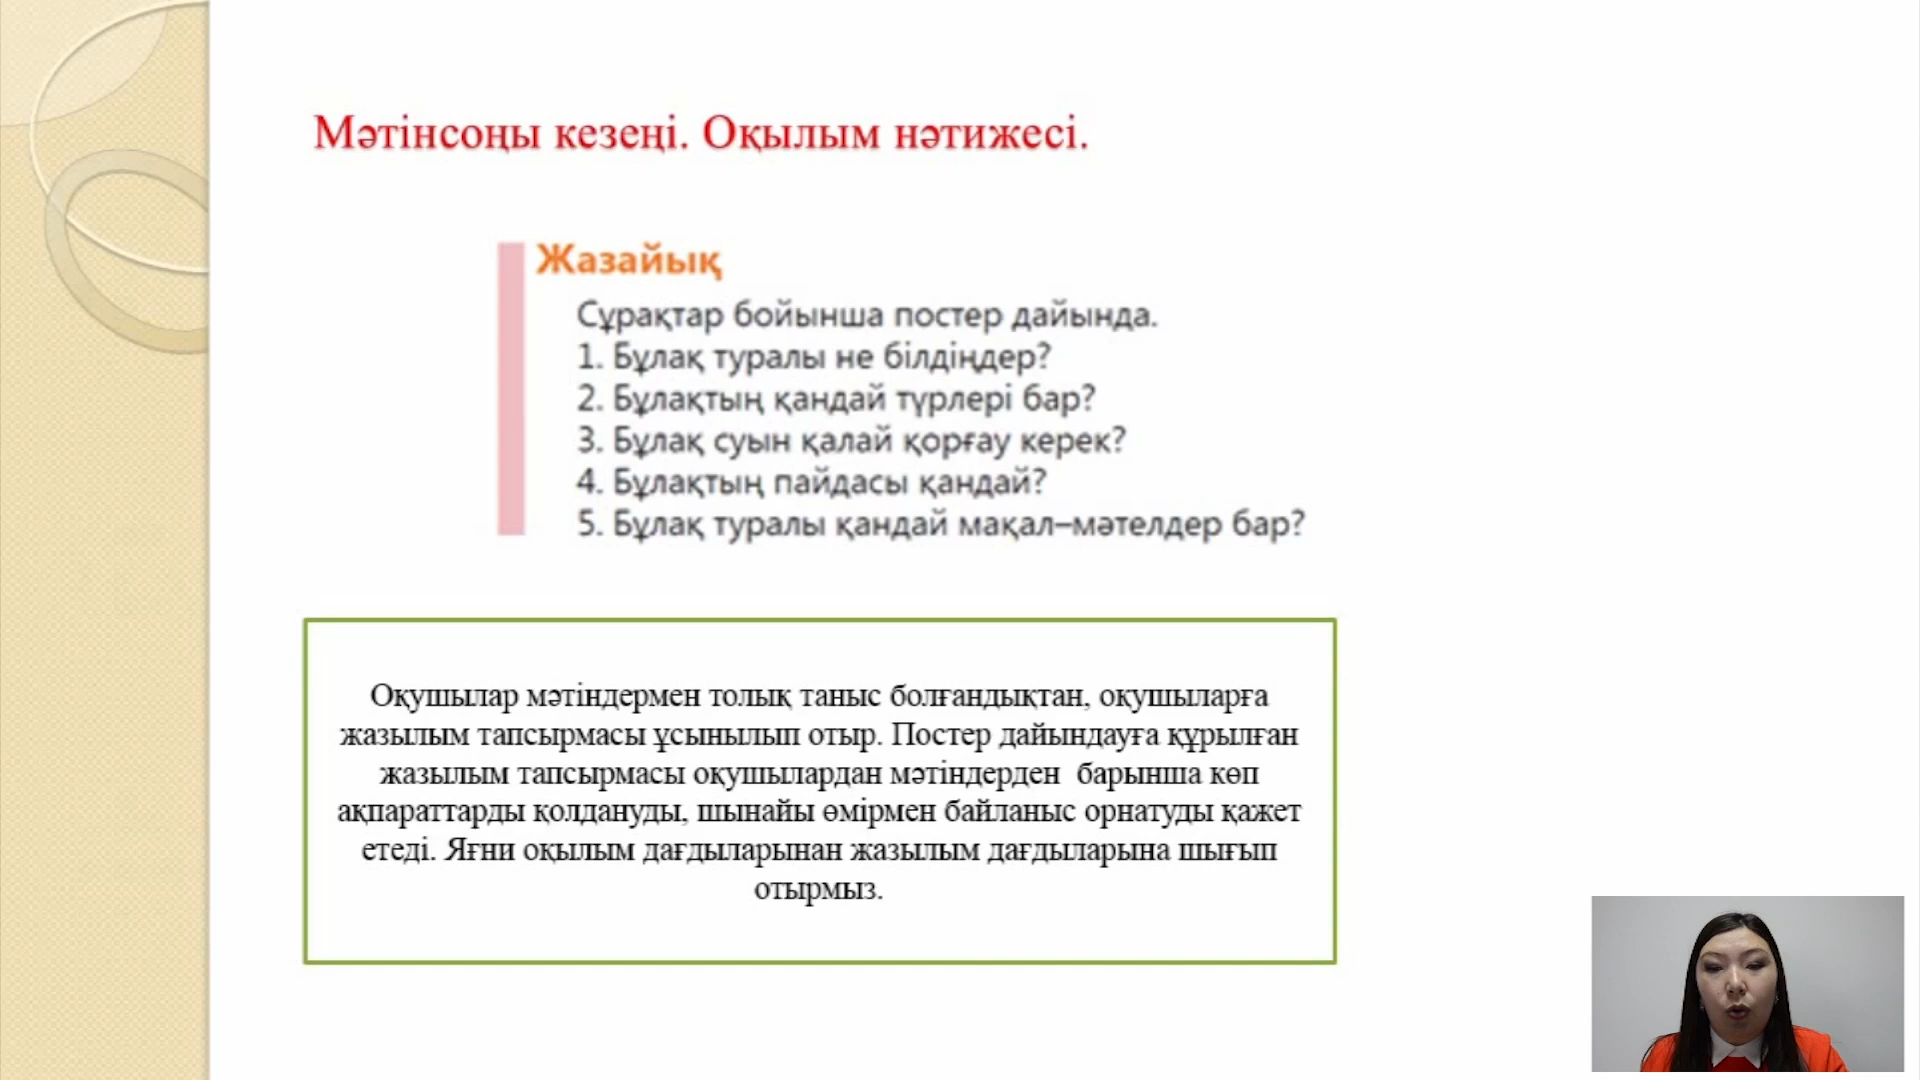 Мәтінсоңы кезеңі. Оқылым нәтижесі.
Жазайық
Сұрақтар бойынша постер дайында.
1. Бұлақ туралы не білдіңдер?
2. Бұлақтың қандай түрлері бар?
3. Бұлақ суын қалай қорғау керек?
4. Бұлақтың пайдасы қандай?
5. Бұлақ туралы қандай мақал–мәтелдер бар?
Оқушылар мәтіндермен толық таныс болғандықтан, оқушыларға
жазылым тапсырмасы ұсынылып отыр. Постер дайындауға құрылған
жазылым тапсырмасы оқушылардан мәтіндерден барынша көп
ақпараттарды қолдануды, шынайы өмірмен байланыс орнатуды қажет
етеді. Яғни оқылым дағдыларынан жазылым дағдыларына шығып
отырмыз.